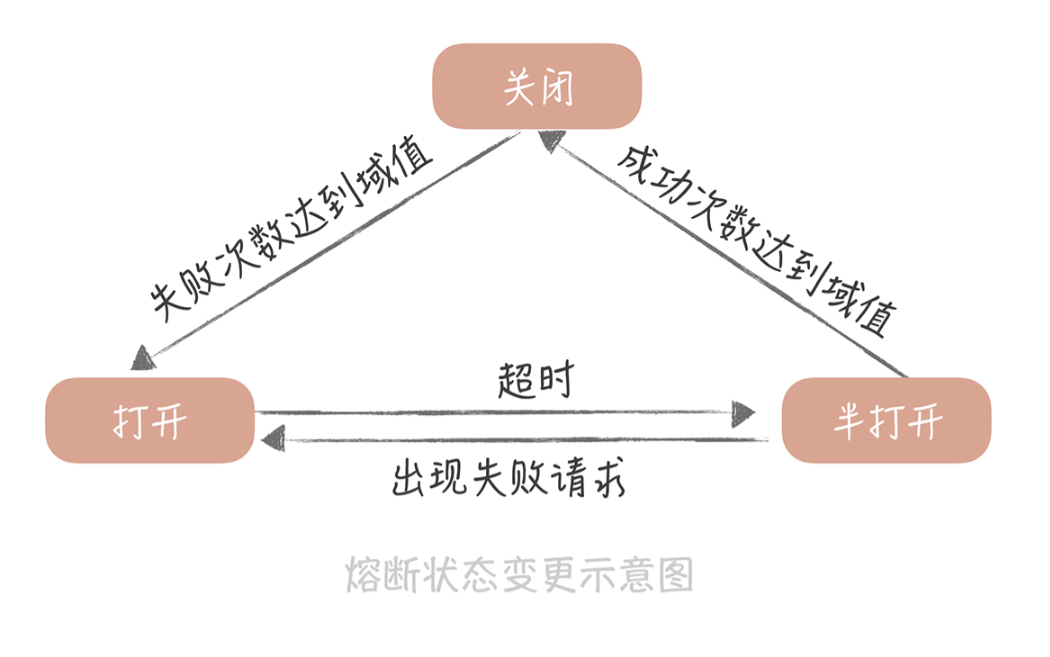 关闭
失败次数达到域值
成功次数达到域值
超时
打开
半打开
出现失败请求
熔断状态变更示意图